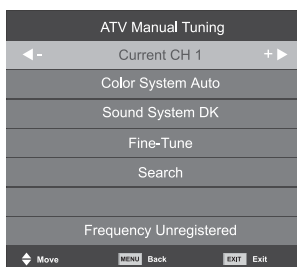 ATV Manual Tuning
- Current CH 1 +
Color System Auto
Sound System DK
Fine-Tune
Search
Frequency Unregistered
Move MENU Back EXIT Exit